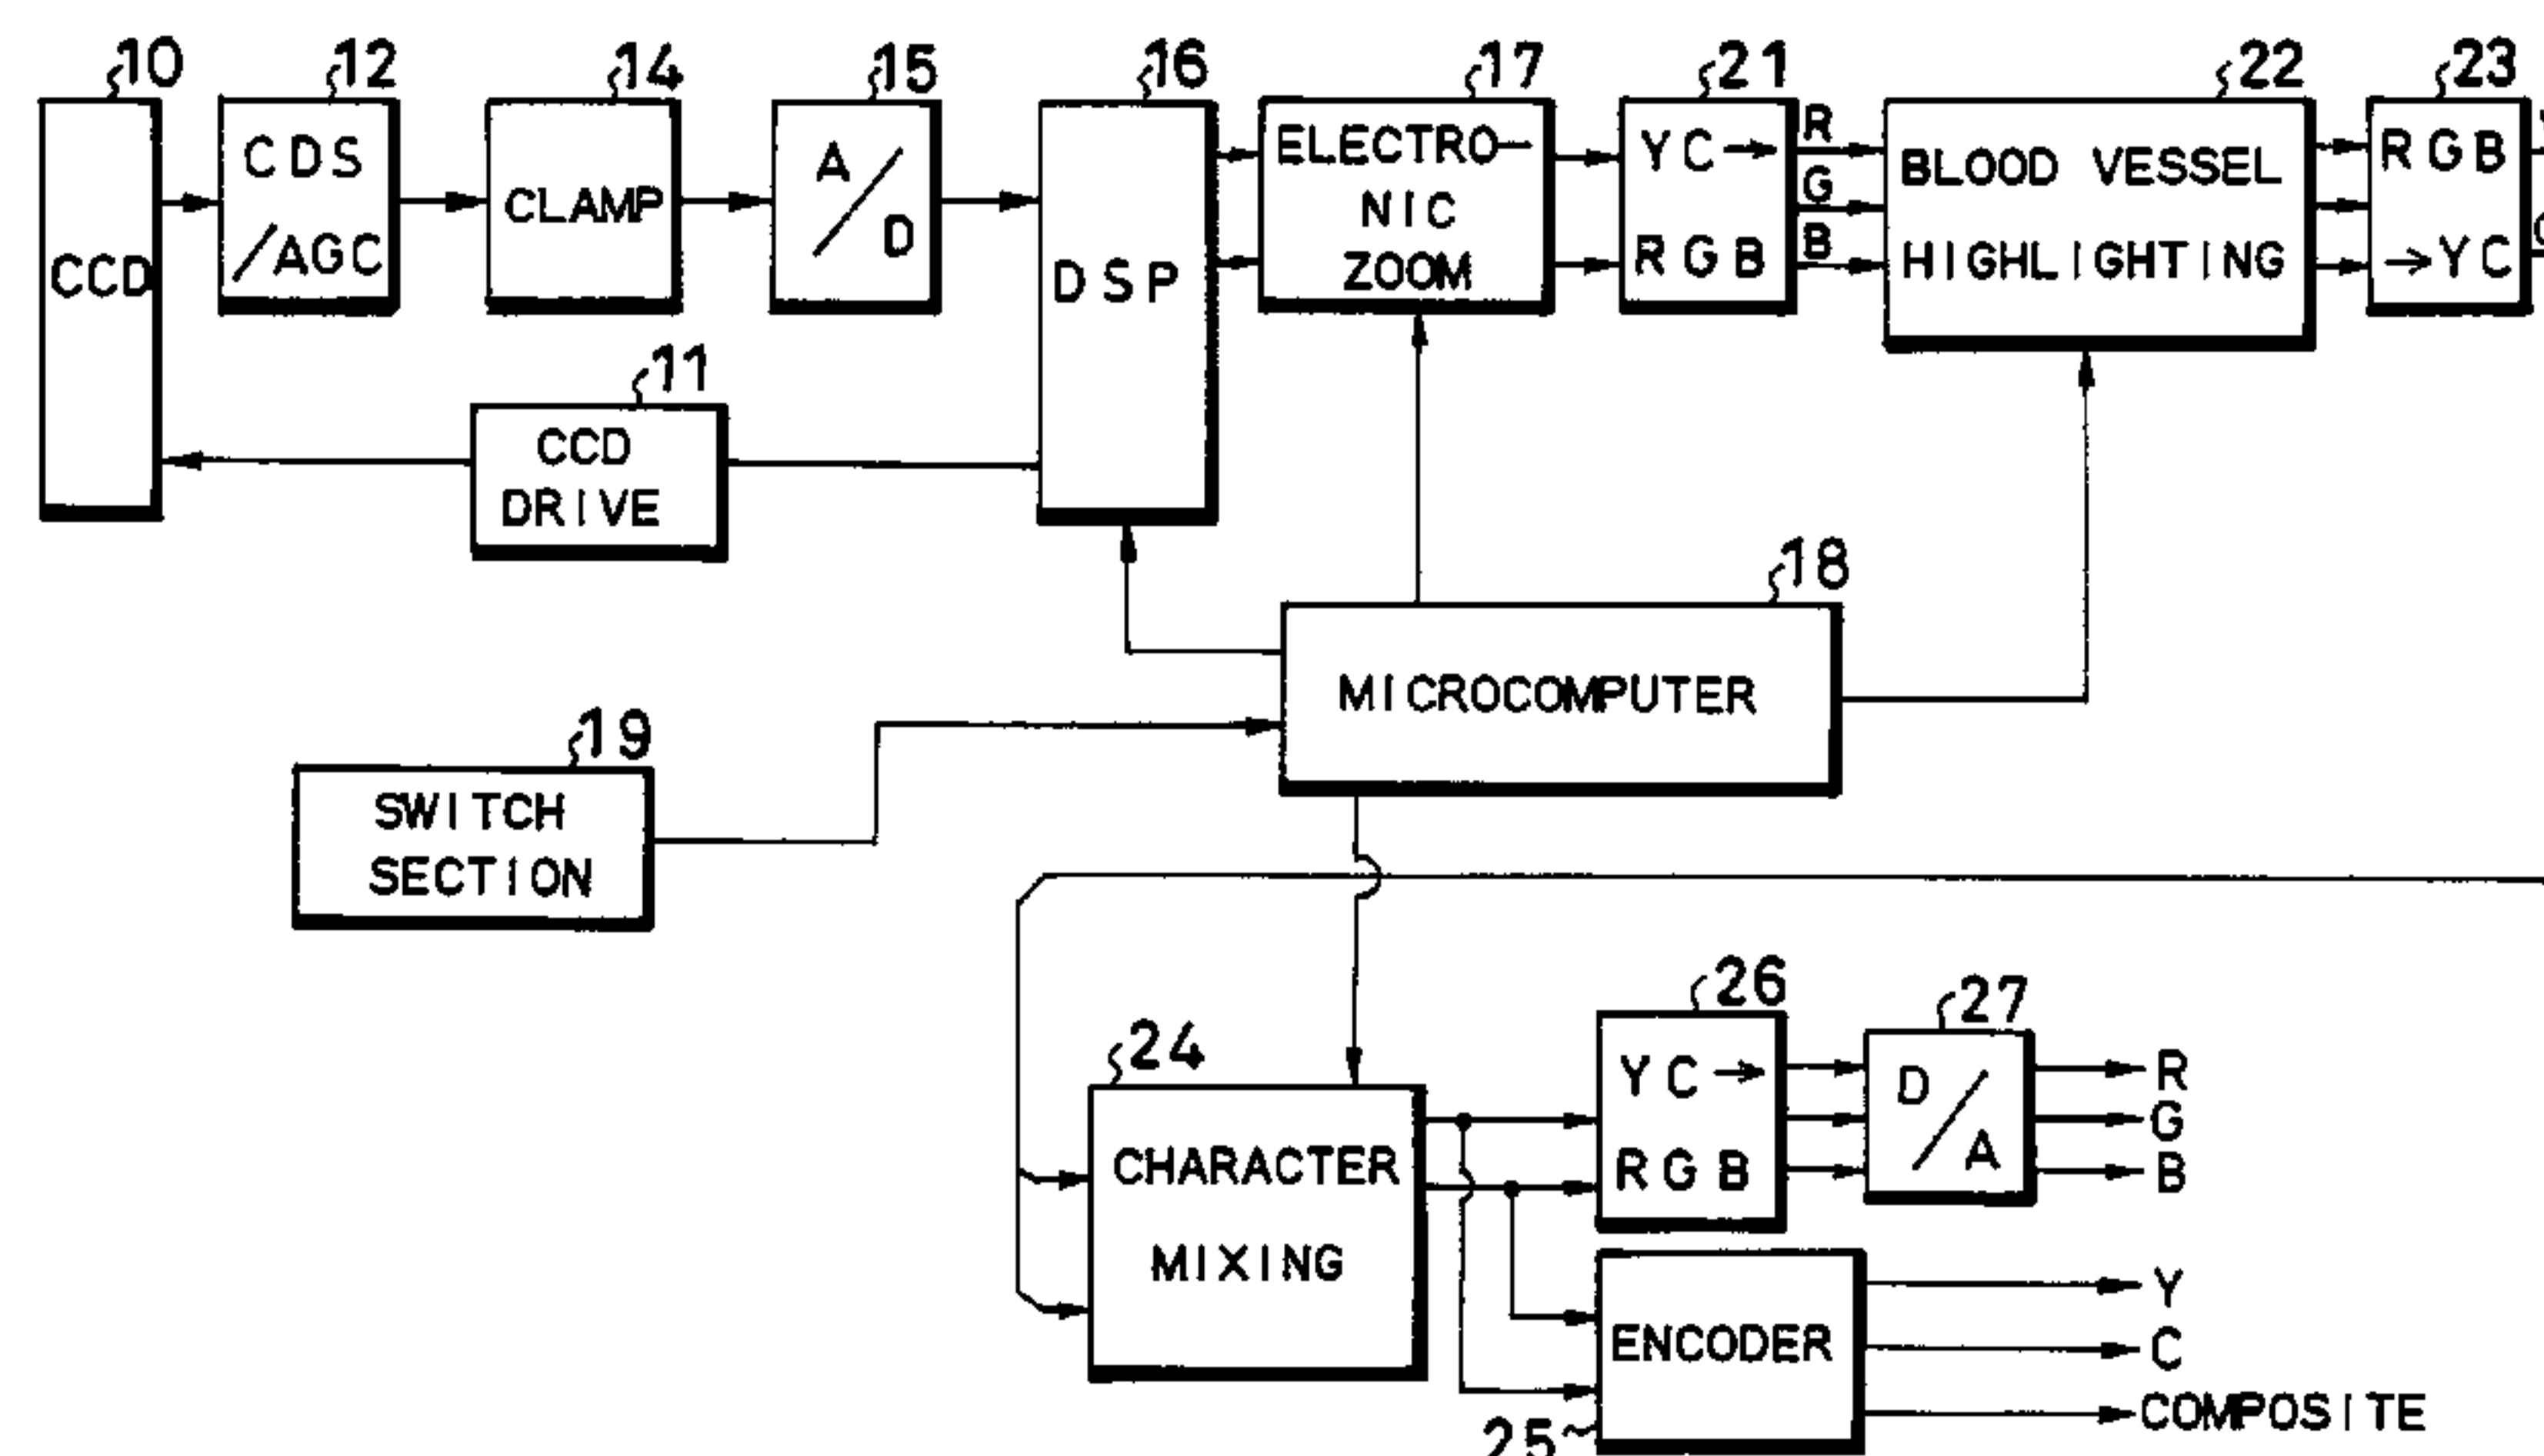 10
12
14
15
16
17
21
22
23
CCD
CDS
/AGC
CLAMP
A/D
DSP
ELECTRO-
NIC
ZOOM
YC→
RGB
R
G
B
BLOOD VESSEL
HIGHLIGHTING
RGB
→YC
11
CCD
DRIVE
18
MICROCOMPUTER
19
SWITCH
SECTION
24
CHARACTER
MIXING
26
YC→
RGB
27
D/A
R
G
B
25
ENCODER
Y
C
COMPOSITE